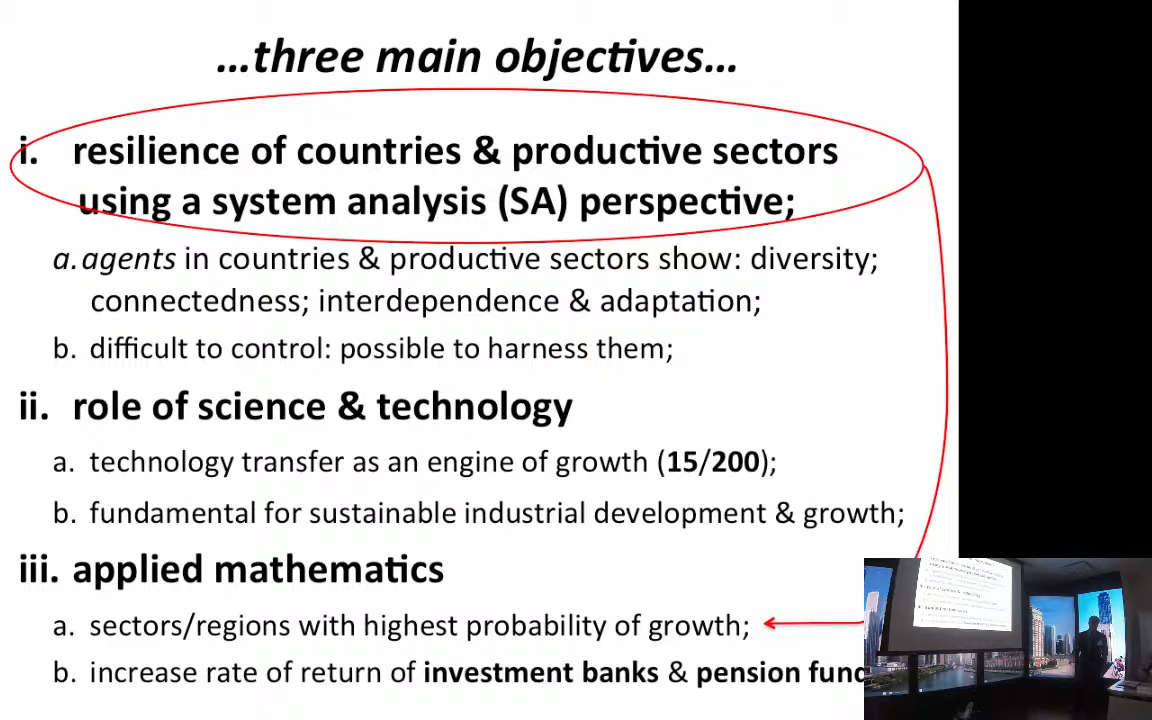 ...three main objectives...
i. resilience of countries & productive sectors
using a system analysis (SA) perspective;
a. agents in countries & productive sectors show: diversity;
connectedness; interdependence & adaptation;
b. difficult to control: possible to harness them;
ii. role of science & technology
a. technology transfer as an engine of growth (15/200);
b. fundamental for sustainable industrial development & growth;
iii. applied mathematics
a. sectors/regions with highest probability of growth;
b. increase rate of return of investment banks & pension